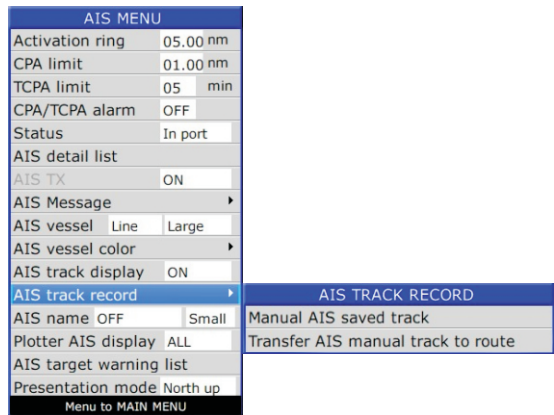 AIS MENU
Activation ring 05.00 nm
CPA limit 01.00 nm
TCPA limit 05 min
CPA/TCPA alarm OFF
Status In port
AIS detail list
AIS TX ON
AIS Message
AIS vessel Line Large
AIS vessel color
AIS track display ON
AIS track record
AIS name OFF Small
Plotter AIS display ALL
AIS target warning list
Presentation mode North up
Menu to MAIN MENU
AIS TRACK RECORD
Manual AIS saved track
Transfer AIS manual track to route